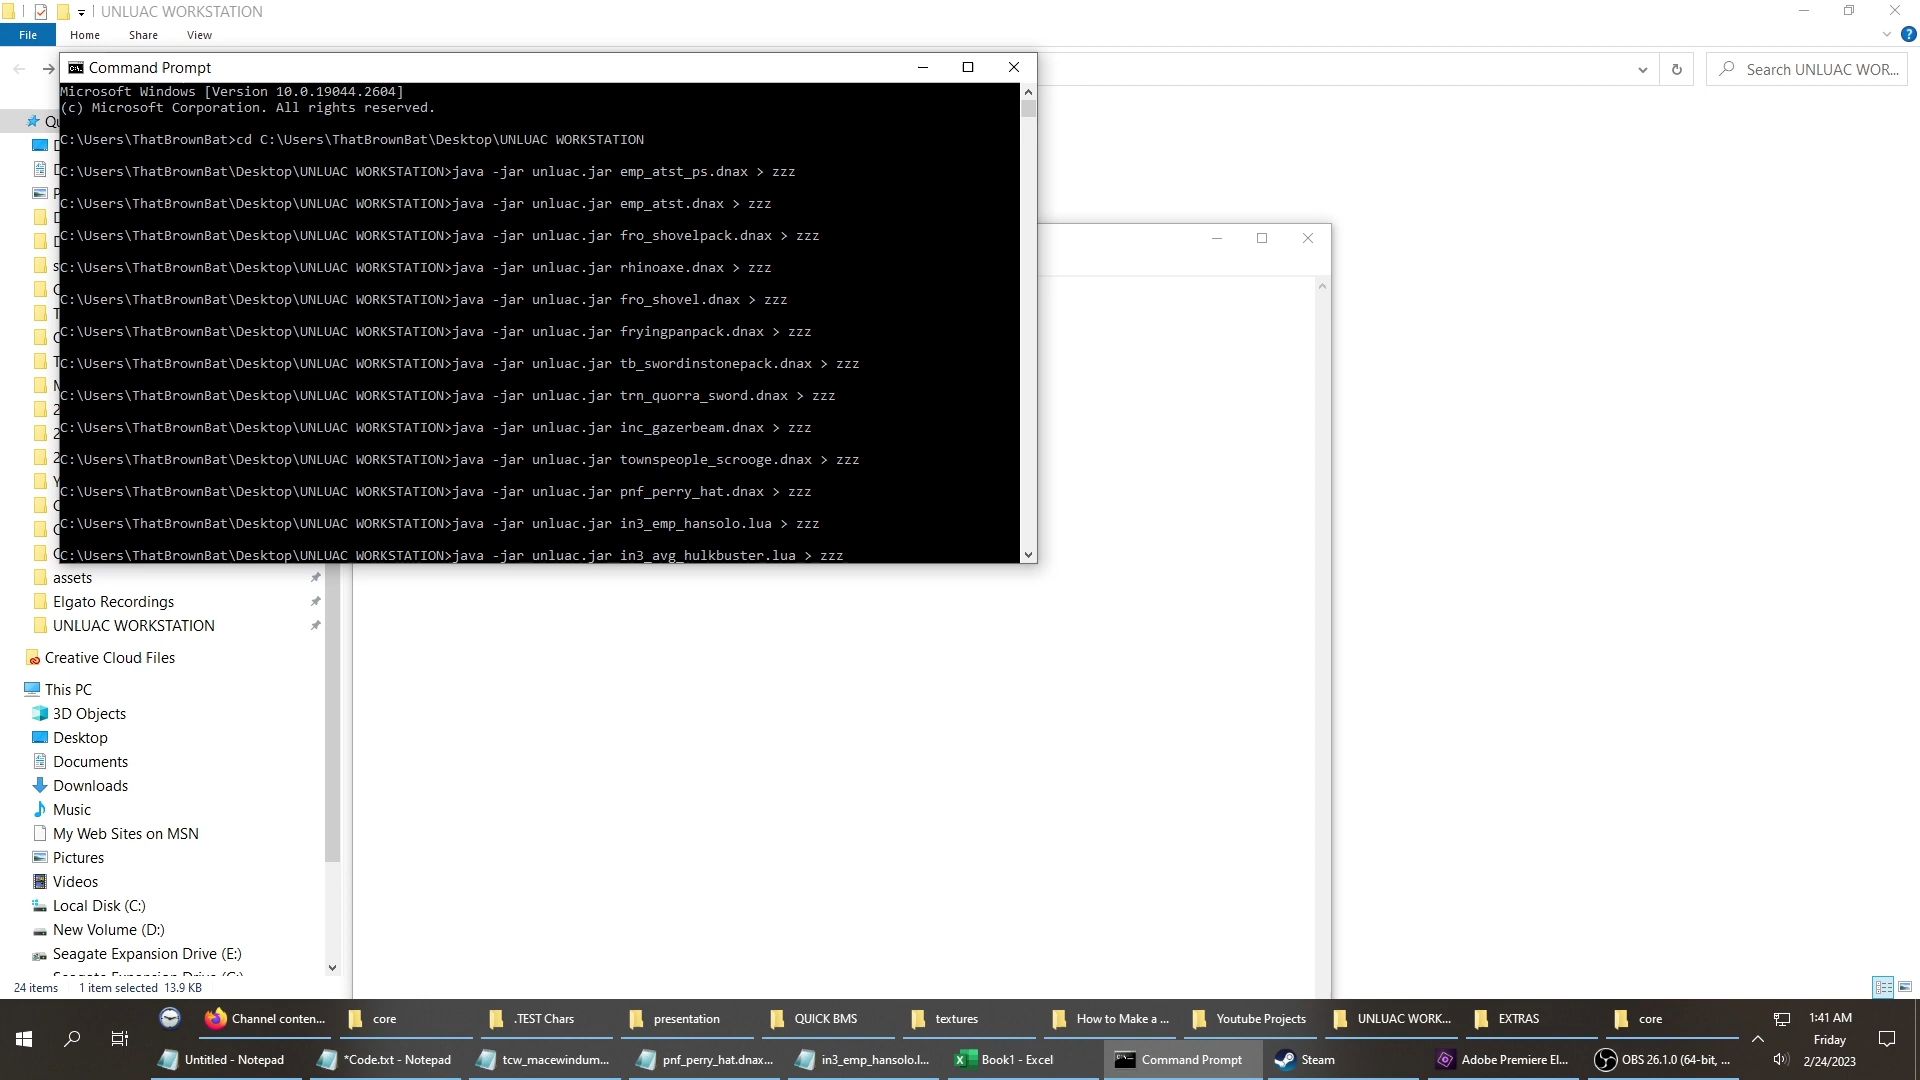 UNLUAC WORKSTATION
File Home Share View
Search UNLUAC WOR...
Command Prompt
Microsoft Windows [Version 10.0.19044.2604]
(c) Microsoft Corporation. All rights reserved.
C:\Users\ThatBrownBat>cd C:\Users\ThatBrownBat\Desktop\UNLUAC WORKSTATION
C:\Users\ThatBrownBat\Desktop\UNLUAC WORKSTATION>java -jar unluac.jar emp_atst_ps.dnax > zzz
C:\Users\ThatBrownBat\Desktop\UNLUAC WORKSTATION>java -jar unluac.jar emp_atst.dnax > zzz
C:\Users\ThatBrownBat\Desktop\UNLUAC WORKSTATION>java -jar unluac.jar fro_shovelpack.dnax > zzz
C:\Users\ThatBrownBat\Desktop\UNLUAC WORKSTATION>java -jar unluac.jar rhinoaxe.dnax > zzz
C:\Users\ThatBrownBat\Desktop\UNLUAC WORKSTATION>java -jar unluac.jar fro_shovel.dnax > zzz
C:\Users\ThatBrownBat\Desktop\UNLUAC WORKSTATION>java -jar unluac.jar fryingpanpack.dnax > zzz
C:\Users\ThatBrownBat\Desktop\UNLUAC WORKSTATION>java -jar unluac.jar tb_swordinstonepack.dnax > zzz
C:\Users\ThatBrownBat\Desktop\UNLUAC WORKSTATION>java -jar unluac.jar trn_quorra_sword.dnax > zzz
C:\Users\ThatBrownBat\Desktop\UNLUAC WORKSTATION>java -jar unluac.jar inc_gazerbeam.dnax > zzz
C:\Users\ThatBrownBat\Desktop\UNLUAC WORKSTATION>java -jar unluac.jar townspeople_scrooge.dnax > zzz
C:\Users\ThatBrownBat\Desktop\UNLUAC WORKSTATION>java -jar unluac.jar pnf_perry_hat.dnax > zzz
C:\Users\ThatBrownBat\Desktop\UNLUAC WORKSTATION>java -jar unluac.jar in3_emp_hansolo.lua > zzz
C:\Users\ThatBrownBat\Desktop\UNLUAC WORKSTATION>java -jar unluac.jar in3_avg_hulkbuster.lua > zzz
assets
Elgato Recordings
UNLUAC WORKSTATION
Creative Cloud Files
This PC
3D Objects
Desktop
Documents
Downloads
Music
My Web Sites on MSN
Pictures
Videos
Local Disk (C:)
New Volume (D:)
Seagate Expansion Drive (E:)
24 items 1 item selected 13.9 KB
Channel conten... core .TEST Chars presentation QUICK BMS textures How to Make a ... Youtube Projects UNLUAC WORK... EXTRAS core 1:41 AM
Friday
Untitled - Notepad *Code.txt - Notepad tcw_macewindum... pnf_perry_hat.dnax... in3_emp_hansolo.l... Book1 - Excel Command Prompt Steam Adobe Premiere El... OBS 26.1.0 (64-bit, ... 2/24/2023